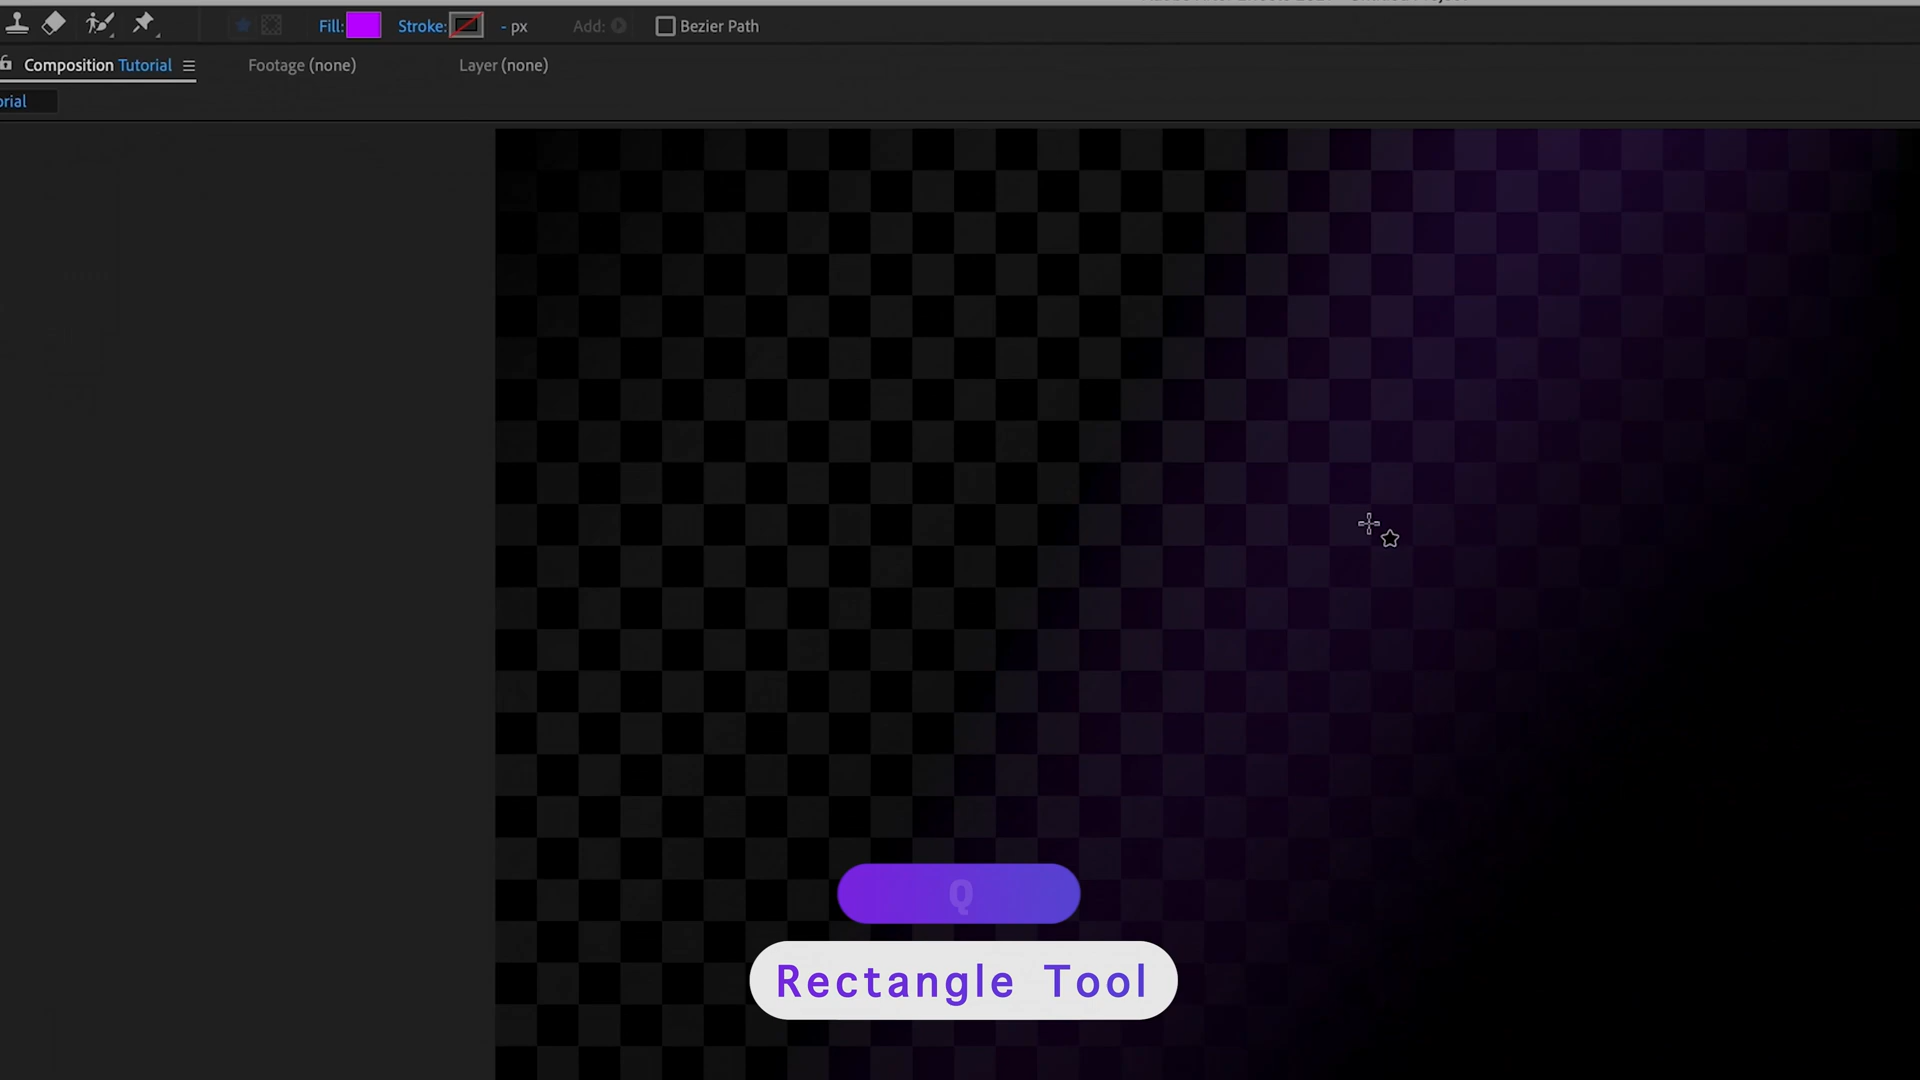 Fill: Stroke: - px Add: Bezier Path
Composition Tutorial Footage (none) Layer (none)
orial
Q
Rectangle Tool